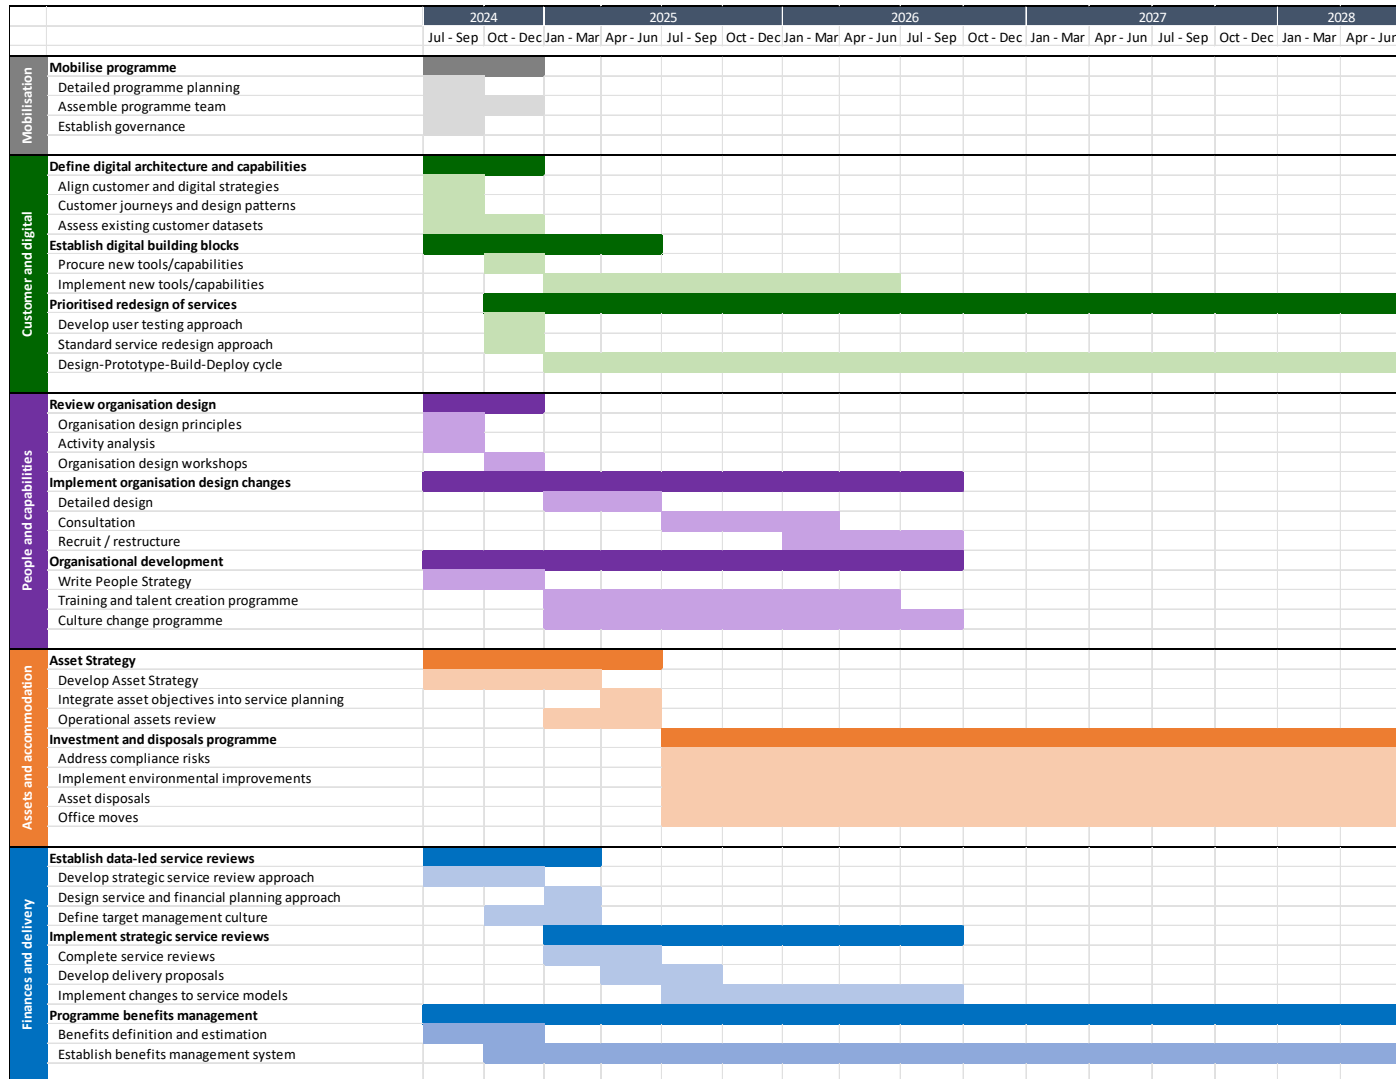 2024 2025 2026 2027 2028
Jul - Sep Oct - Dec Jan - Mar Apr - Jun Jul - Sep Oct - Dec Jan - Mar Apr - Jun Jul - Sep Oct - Dec Jan - Mar Apr - Jun Jul - Sep Oct - Dec Jan - Mar Apr - Jun
Mobilisation
Mobilise programme
Detailed programme planning
Assemble programme team
Establish governance
Customer and digital
Define digital architecture and capabilities
Align customer and digital strategies
Customer journeys and design patterns
Assess existing customer datasets
Establish digital building blocks
Procure new tools/capabilities
Implement new tools/capabilities
Prioritised redesign of services
Develop user testing approach
Standard service redesign approach
Design-Prototype-Build-Deploy cycle
People and capabilities
Review organisation design
Organisation design principles
Activity analysis
Organisation design workshops
Implement organisation design changes
Detailed design
Consultation
Recruit / restructure
Organisational development
Write People Strategy
Training and talent creation programme
Culture change programme
Assets and accommodation
Asset Strategy
Develop Asset Strategy
Integrate asset objectives into service planning
Operational assets review
Investment and disposals programme
Address compliance risks
Implement environmental improvements
Asset disposals
Office moves
Finances and delivery
Establish data-led service reviews
Develop strategic service review approach
Design service and financial planning approach
Define target management culture
Implement strategic service reviews
Complete service reviews
Develop delivery proposals
Implement changes to service models
Programme benefits management
Benefits definition and estimation
Establish benefits management system